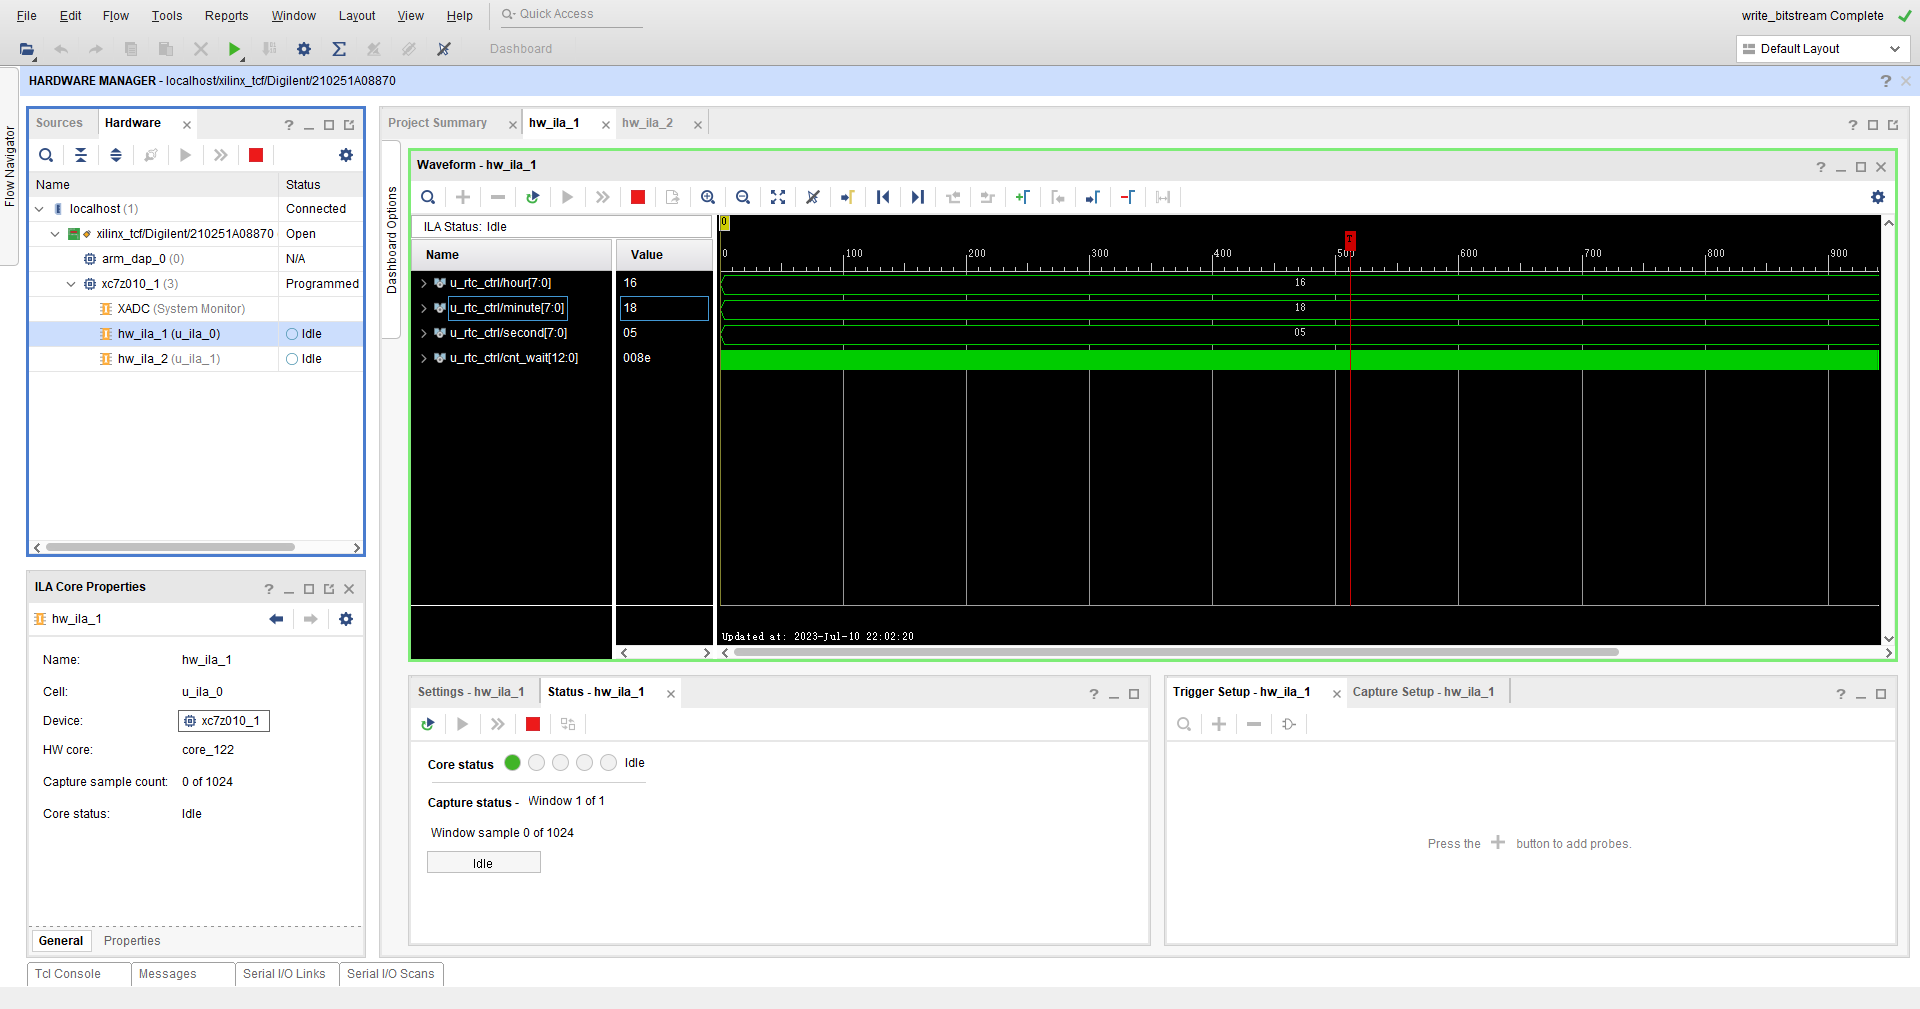 File Edit Flow Tools Reports Window Layout View Help Quick Access write_bitstream Complete
Dashboard Default Layout
HARDWARE MANAGER - localhost/xilinx_tcf/Digilent/210251A08870
Flow Navigator
Sources Hardware
Name Status
localhost (1) Connected
xilinx_tcf/Digilent/210251A08870 Open
arm_dap_0 (0) N/A
xc7z010_1 (3) Programmed
XADC (System Monitor)
hw_ila_1 (u_ila_0) Idle
hw_ila_2 (u_ila_1) Idle
ILA Core Properties
hw_ila_1
Name: hw_ila_1
Cell: u_ila_0
Device: xc7z010_1
HW core: core_122
Capture sample count: 0 of 1024
Core status: Idle
General Properties
Project Summary hw_ila_1 hw_ila_2
Dashboard Options
Waveform - hw_ila_1
ILA Status: Idle
Name Value
u_rtc_ctrl/hour[7:0] 16
u_rtc_ctrl/minute[7:0] 18
u_rtc_ctrl/second[7:0] 05
u_rtc_ctrl/cnt_wait[12:0] 008e
0
0 100 200 300 400 500 600 700 800 900
16
18
05
Updated at: 2023-Jul-10 22:02:20
Settings - hw_ila_1 Status - hw_ila_1
Core status Idle
Capture status - Window 1 of 1
Window sample 0 of 1024
Idle
Trigger Setup - hw_ila_1 Capture Setup - hw_ila_1
Press the + button to add probes.
Tcl Console Messages Serial I/O Links Serial I/O Scans